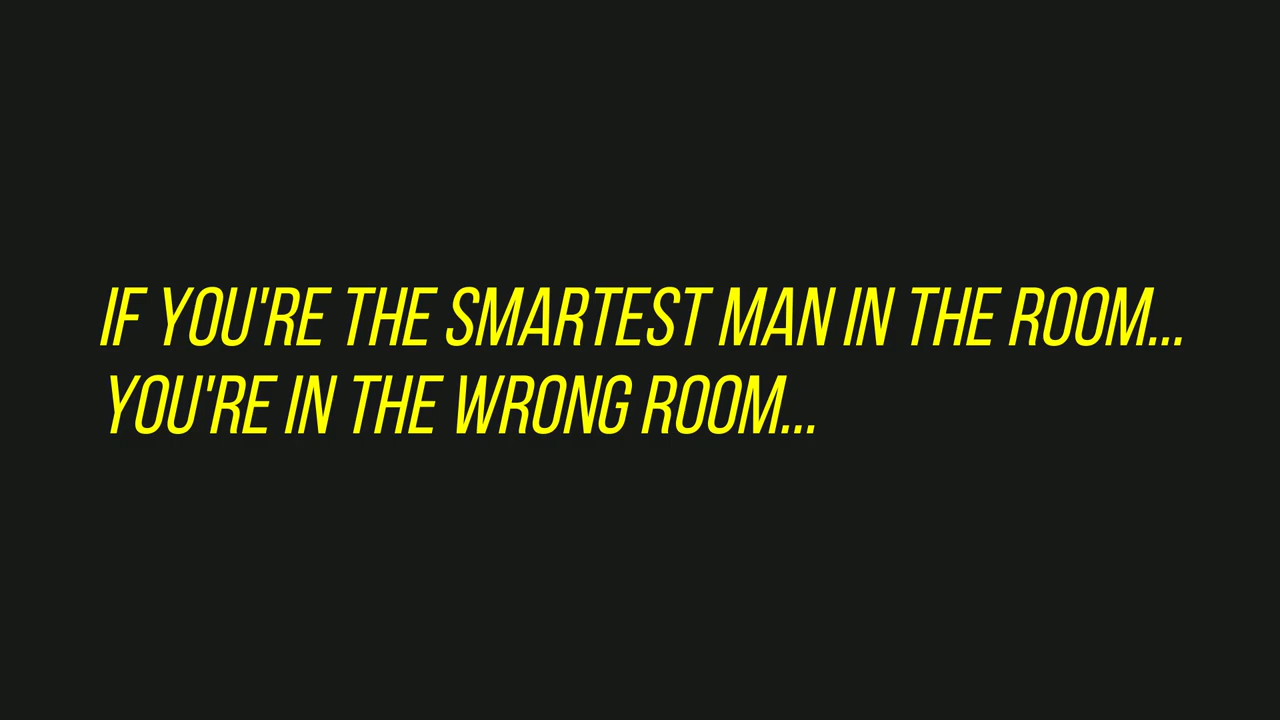 IF YOU'RE THE SMARTEST MAN IN THE ROOM...
YOU'RE IN THE WRONG ROOM...